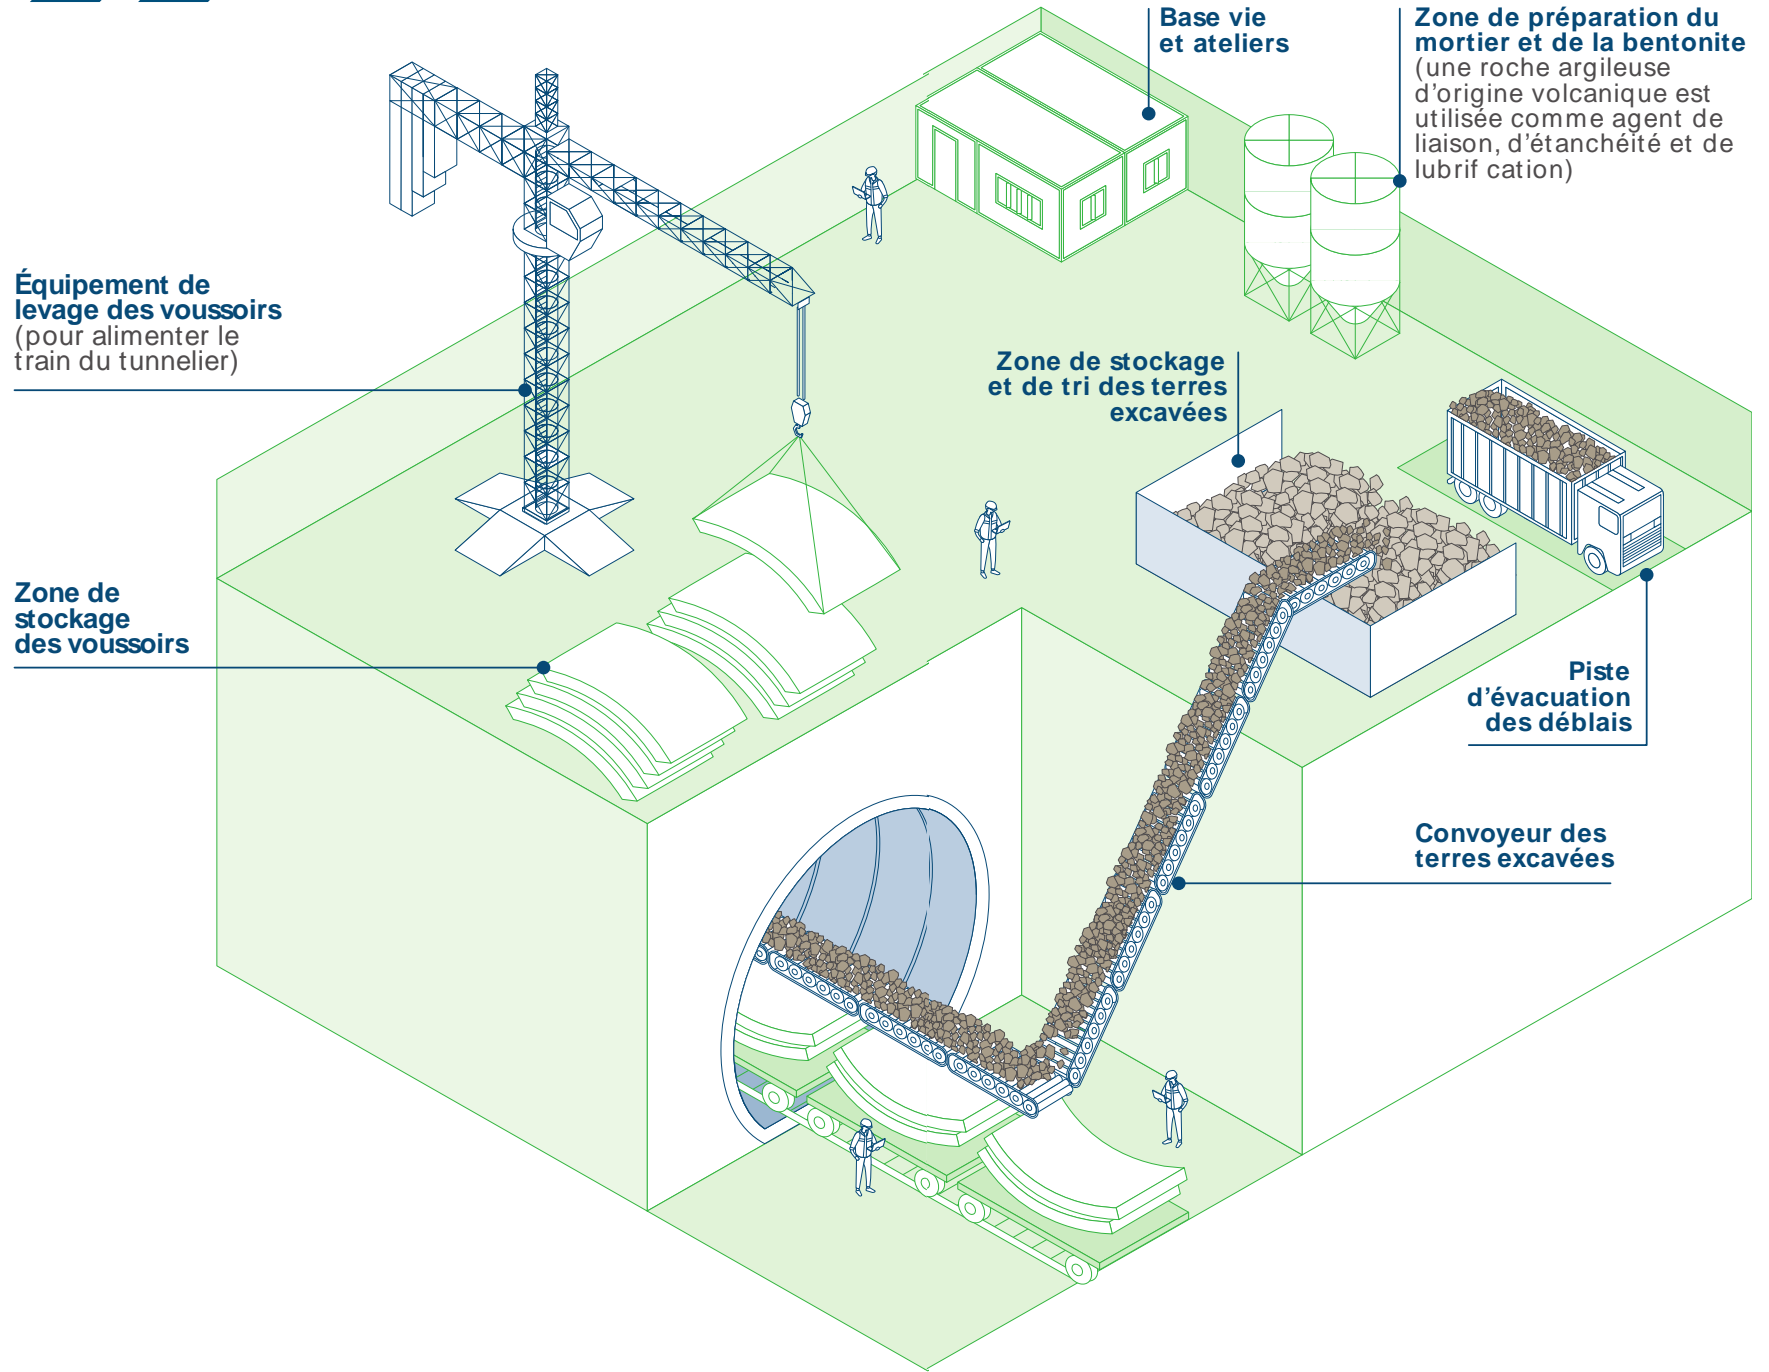 Base vie
et ateliers
Zone de préparation du
mortier et de la bentonite
(une roche argileuse
d'origine volcanique est
utilisée comme agent de
liaison, d'étanchéité et de
lubrif cation)
Équipement de
levage des voussoirs
(pour alimenter le
train du tunnelier)
Zone de stockage
et de tri des terres
excavées
Zone de
stockage
des voussoirs
Piste
d'évacuation
des déblais
Convoyeur des
terres excavées